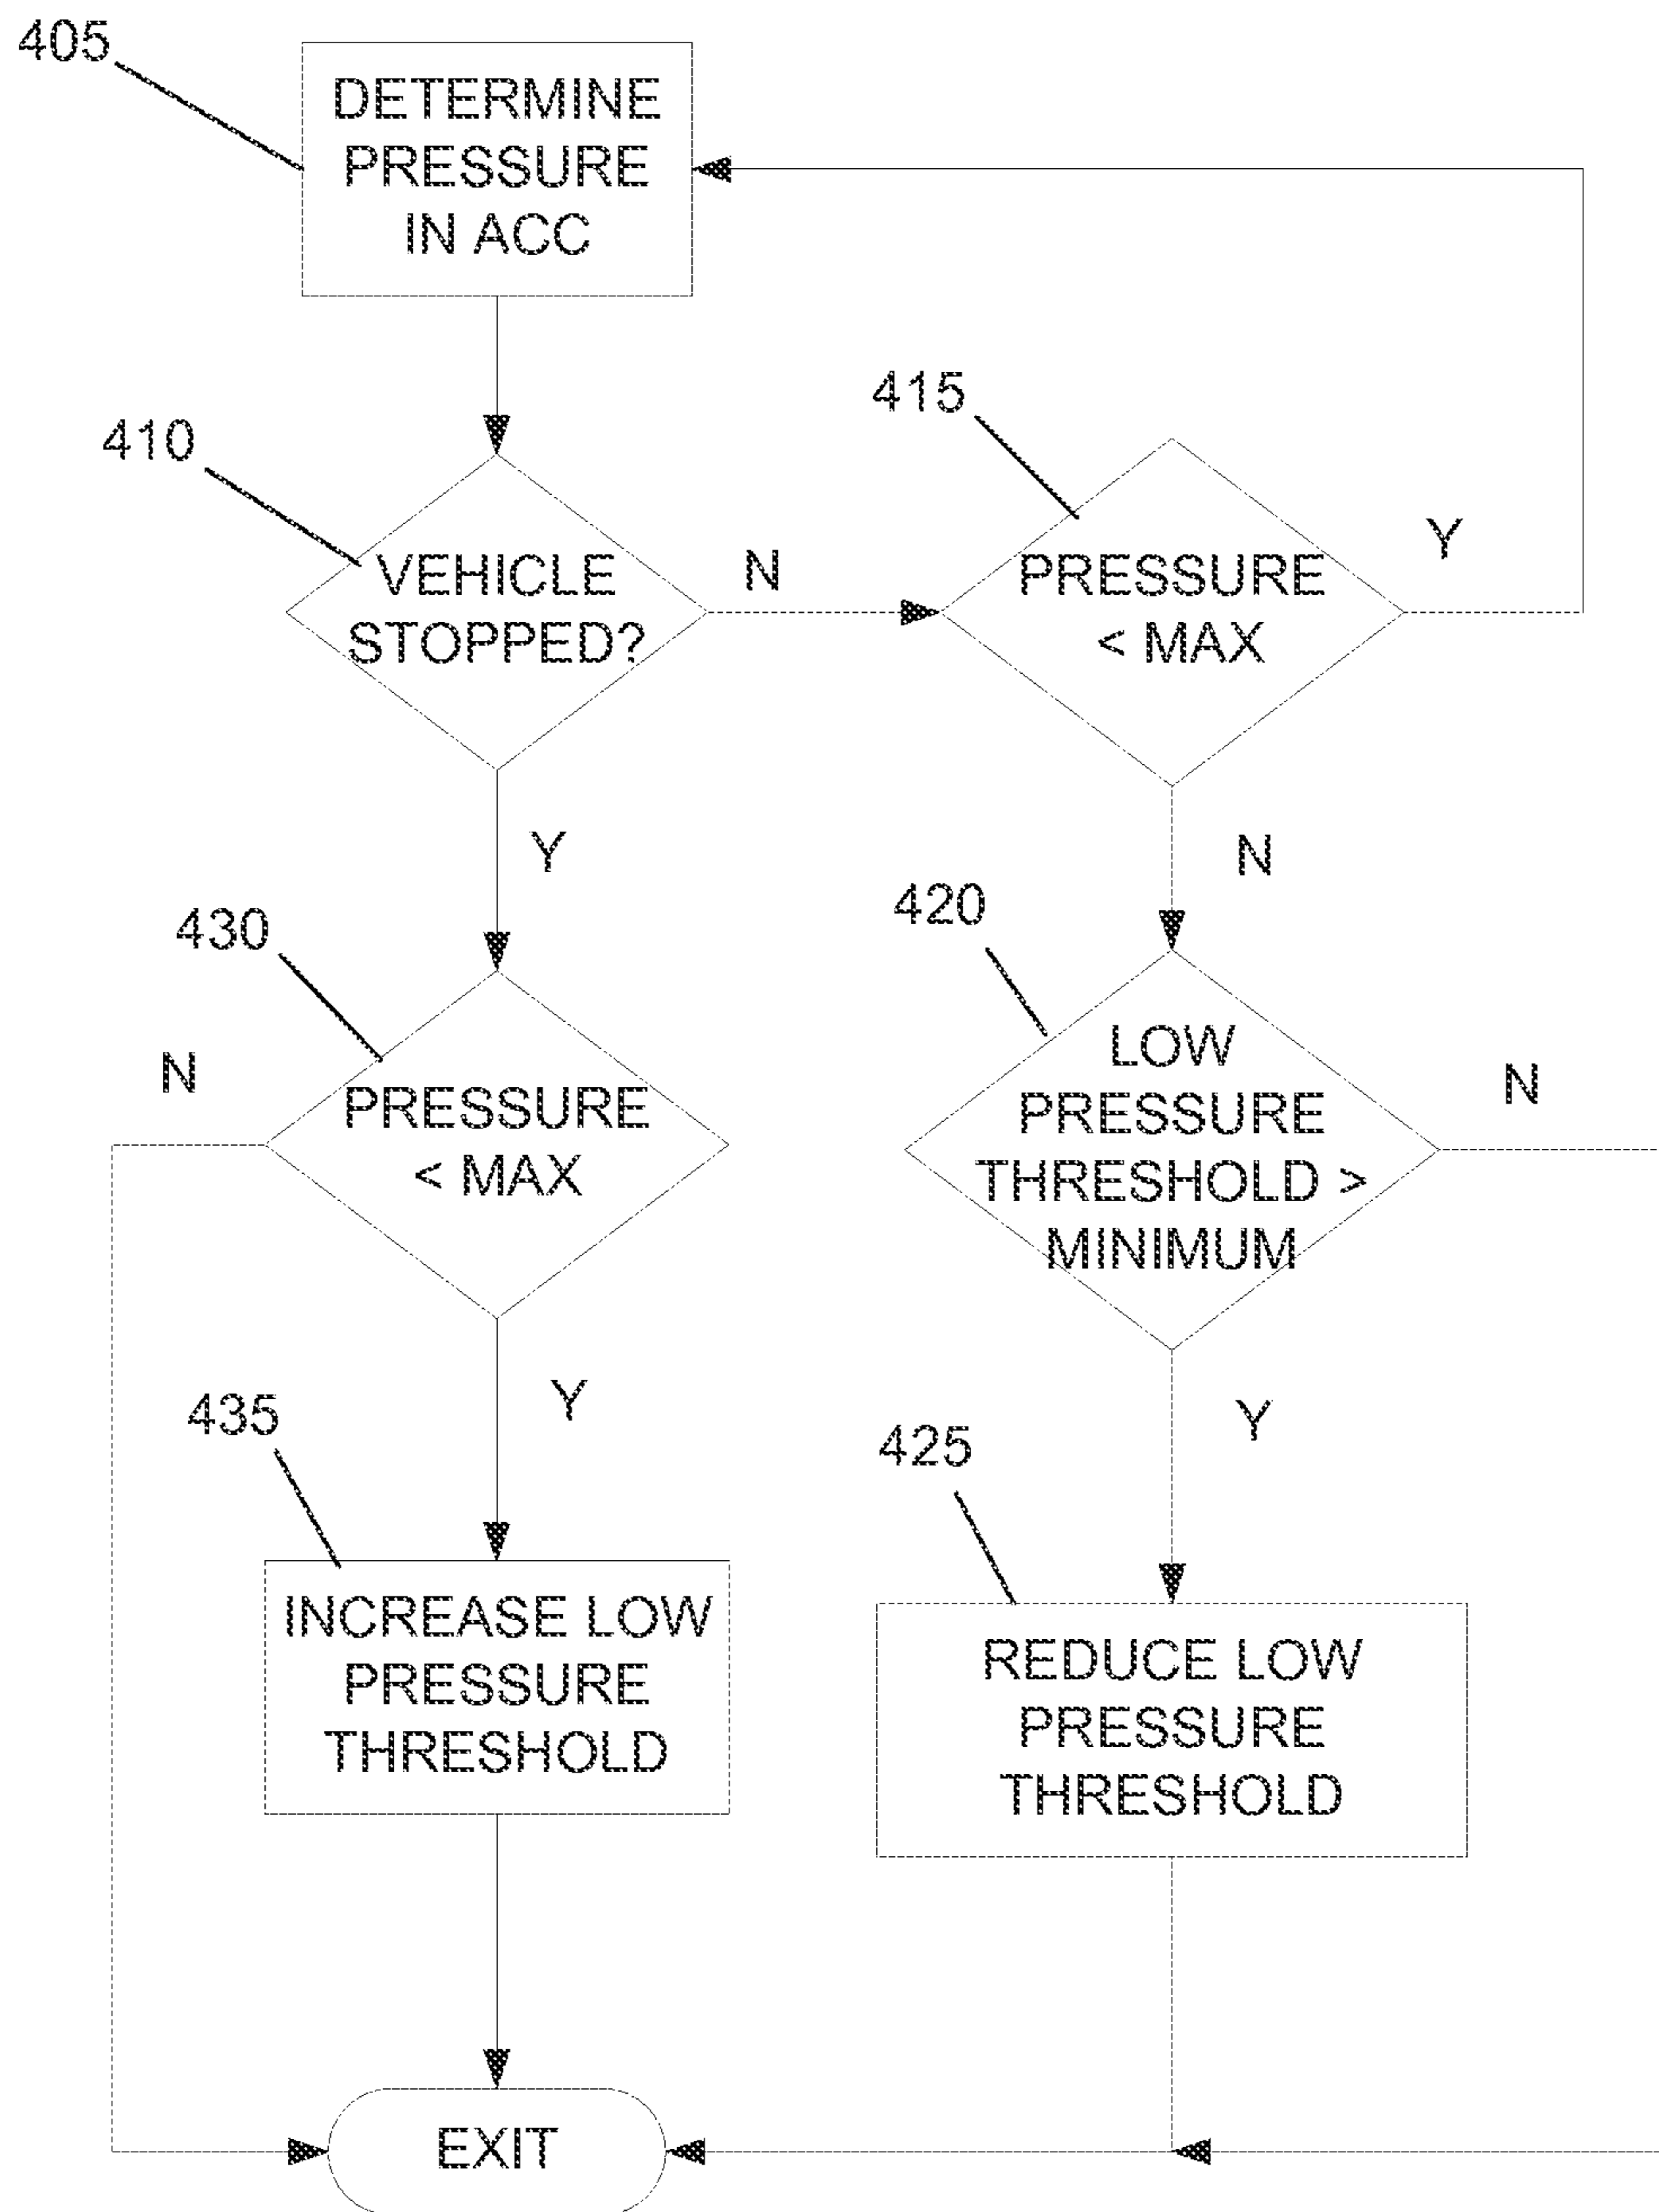 405
DETERMINE
PRESSURE
IN ACC
410
VEHICLE
STOPPED?
N
415
PRESSURE
< MAX
Y
Y
N
430
N
PRESSURE
< MAX
420
LOW
PRESSURE
THRESHOLD >
MINIMUM
N
Y
Y
435
INCREASE LOW
PRESSURE
THRESHOLD
425
REDUCE LOW
PRESSURE
THRESHOLD
EXIT